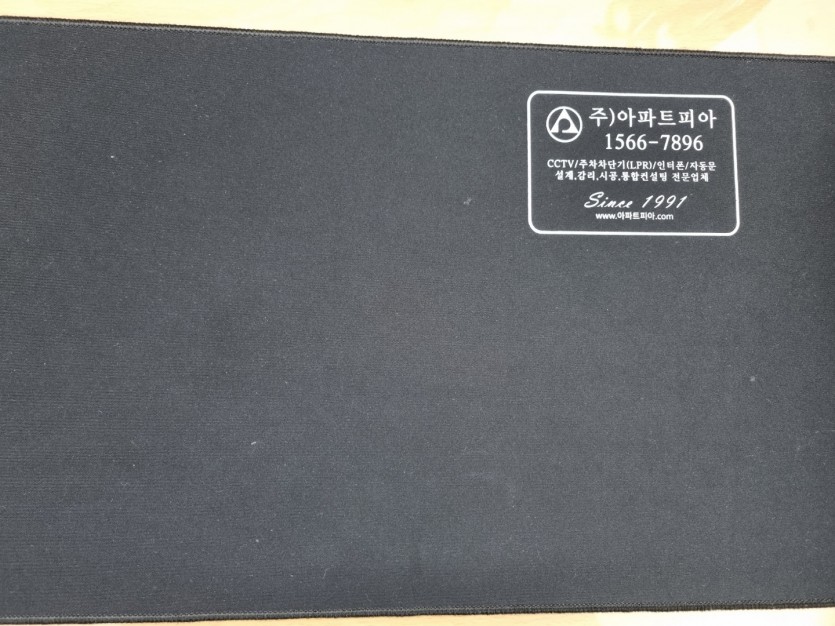 주)아파트피아
1566-7896
CCTV/주차차단기(LPR)/인터폰/자동문
설계,감리,시공,통합컨설팅 전문업체
Since 1991
www.아파트피아.com